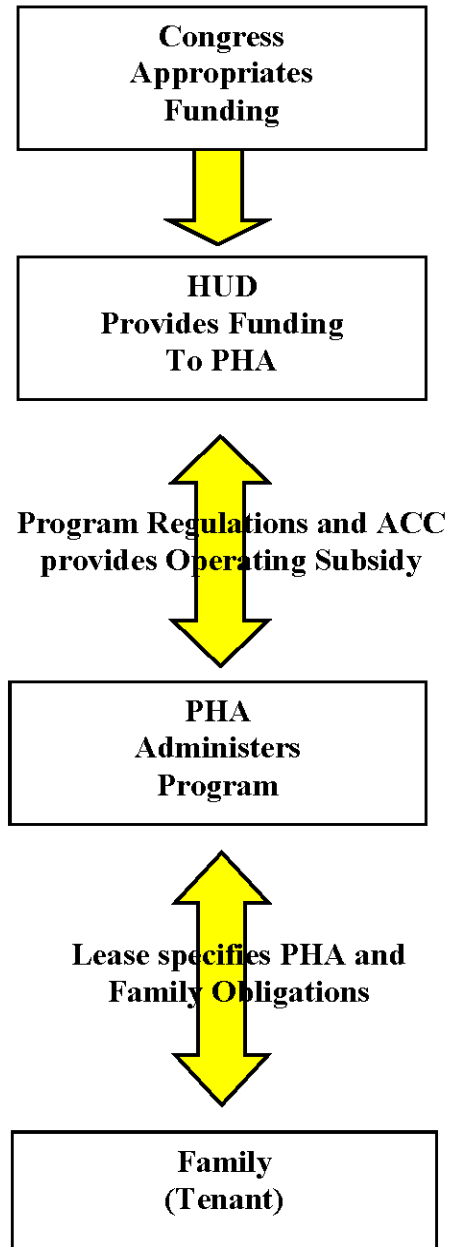 Congress
Appropriates
Funding
HUD
Provides Funding
To PHA
Program Regulations and ACC
provides Operating Subsidy
PHA
Administers
Program
Lease specifies PHA and
Family Obligations
Family
(Tenant)